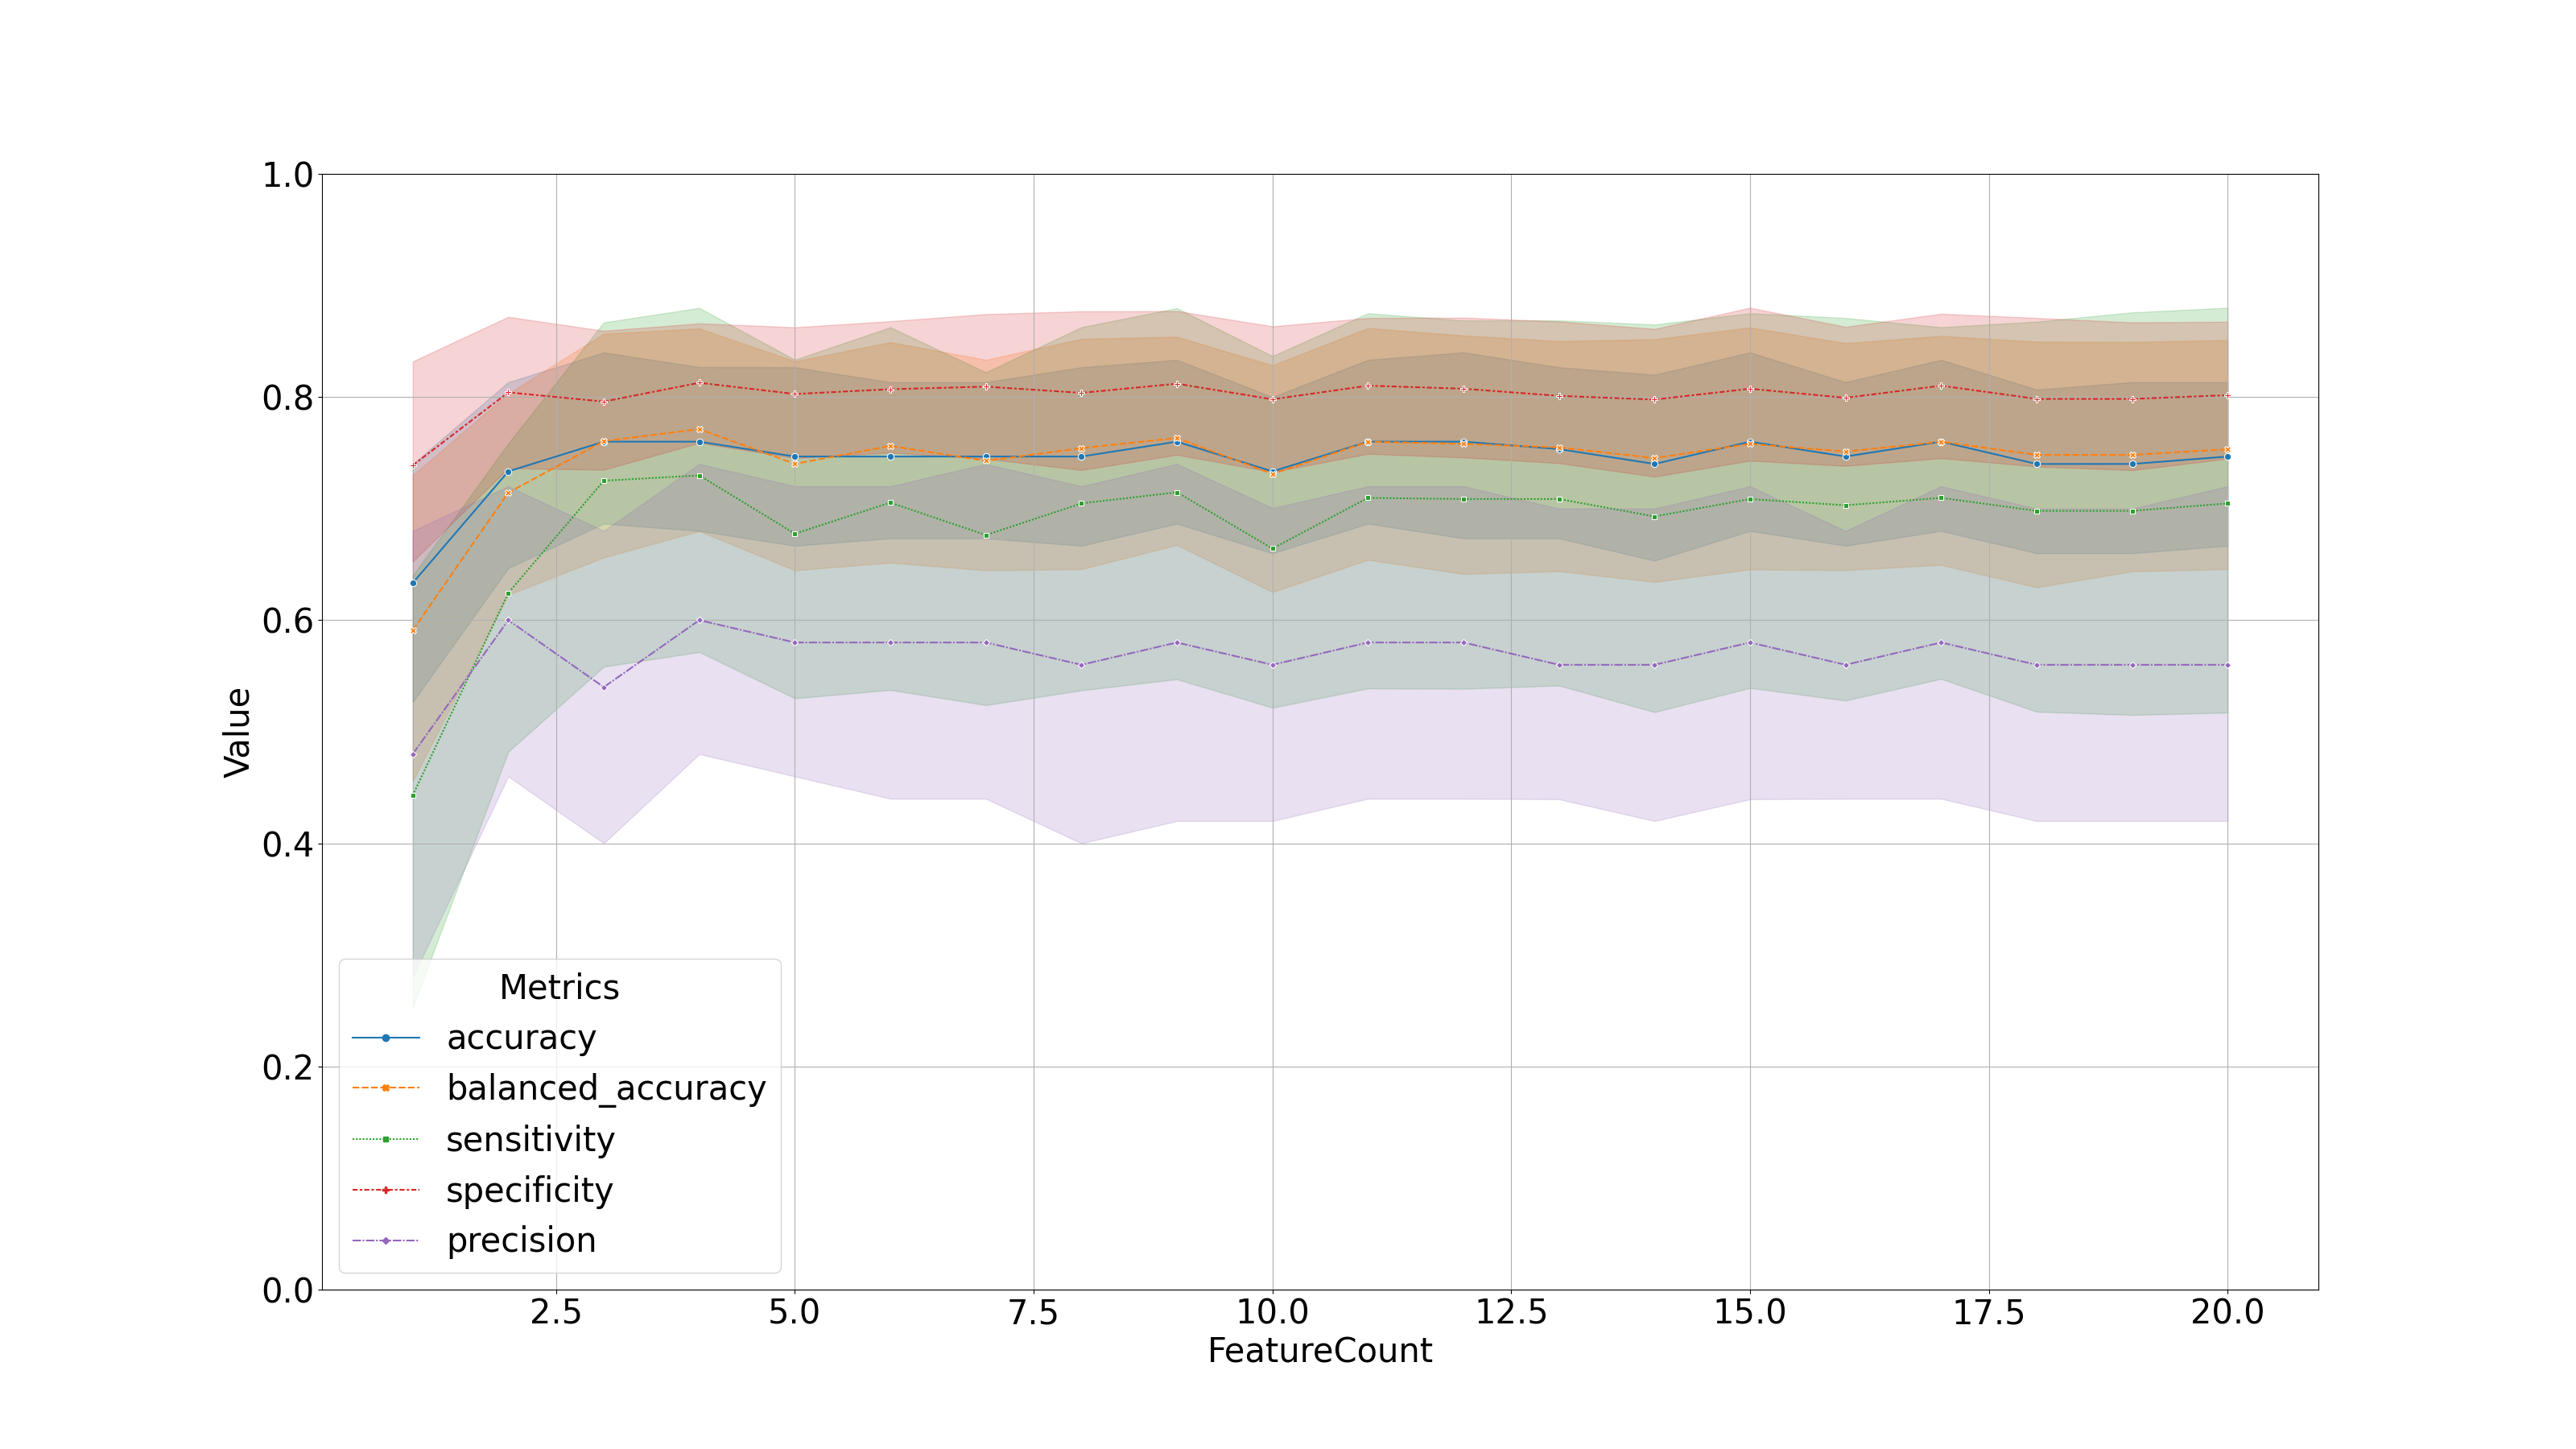 1.0
0.8
0.6
0.4
0.2
0.0
Value
Metrics
accuracy
balanced_accuracy
sensitivity
specificity
precision
2.5 5.0 7.5 10.0 12.5 15.0 17.5 20.0
FeatureCount